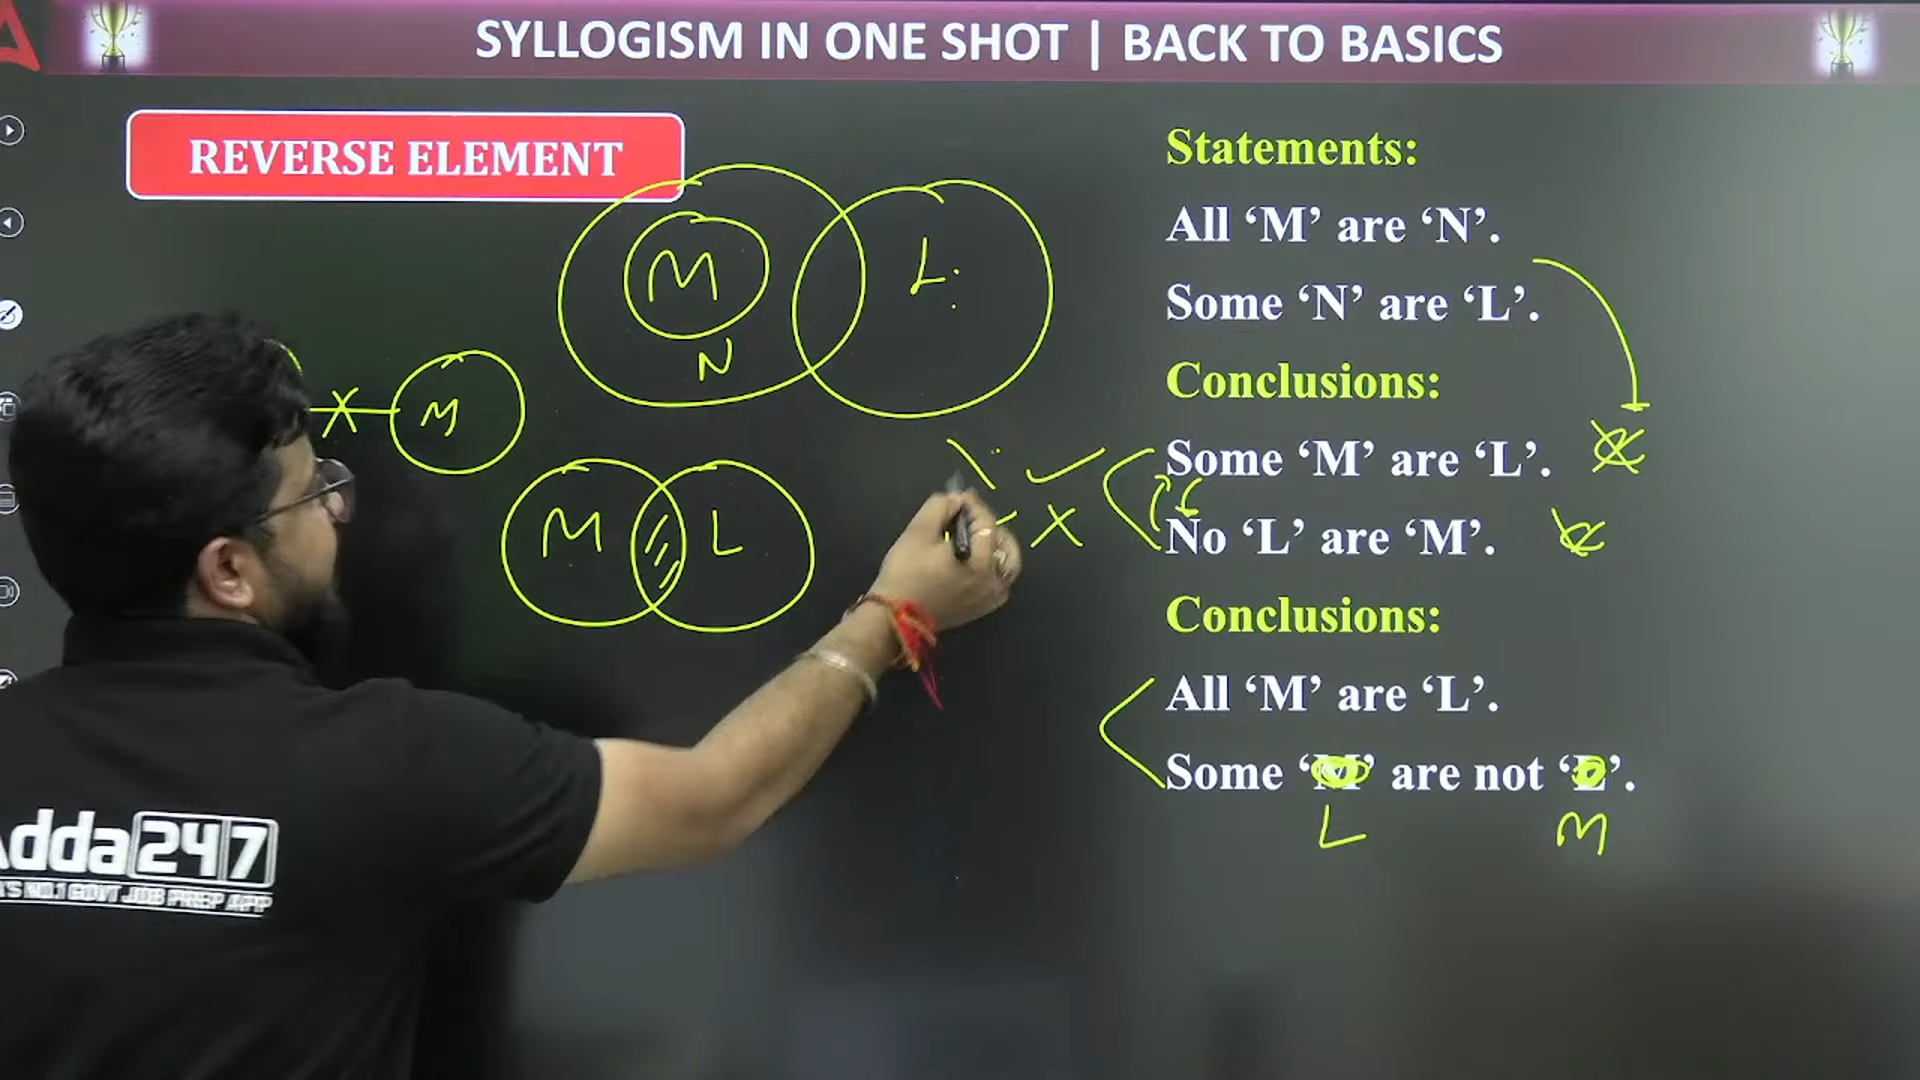 SYLLOGISM IN ONE SHOT | BACK TO BASICS
REVERSE ELEMENT
M
L
N
M
M
L
Statements:
All ‘M’ are ‘N’.
Some ‘N’ are ‘L’.
Conclusions:
Some ‘M’ are ‘L’.
No ‘L’ are ‘M’.
Conclusions:
All ‘M’ are ‘L’.
Some ‘M’ are not ‘L’.
L M
Adda247